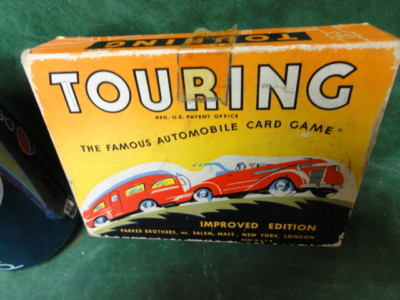 TOURING
TOURING
REG. U.S. PATENT OFFICE
THE FAMOUS AUTOMOBILE CARD GAME
IMPROVED EDITION
PARKER BROTHERS, INC. SALEM, MASS., NEW YORK, LONDON